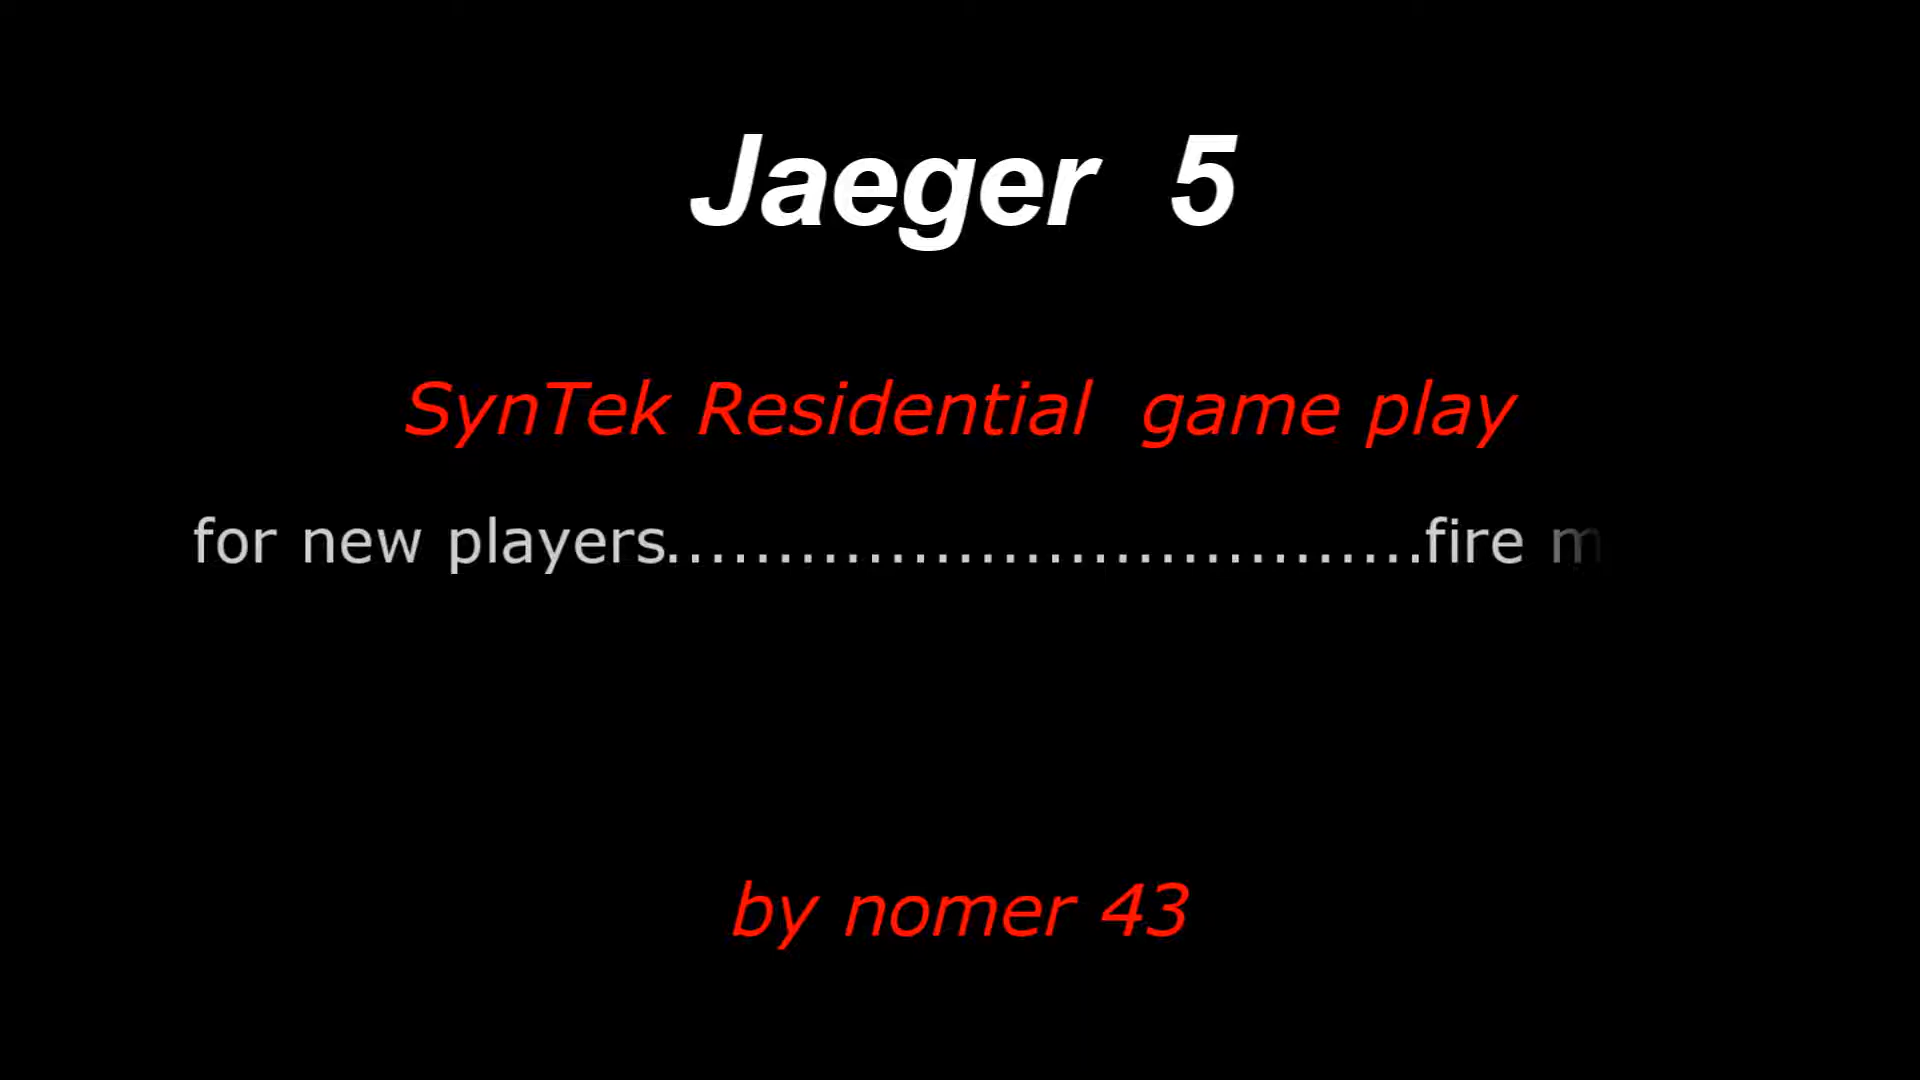 Jaeger 5
SynTek Residential game play
for new players..................................fire m
by nomer 43